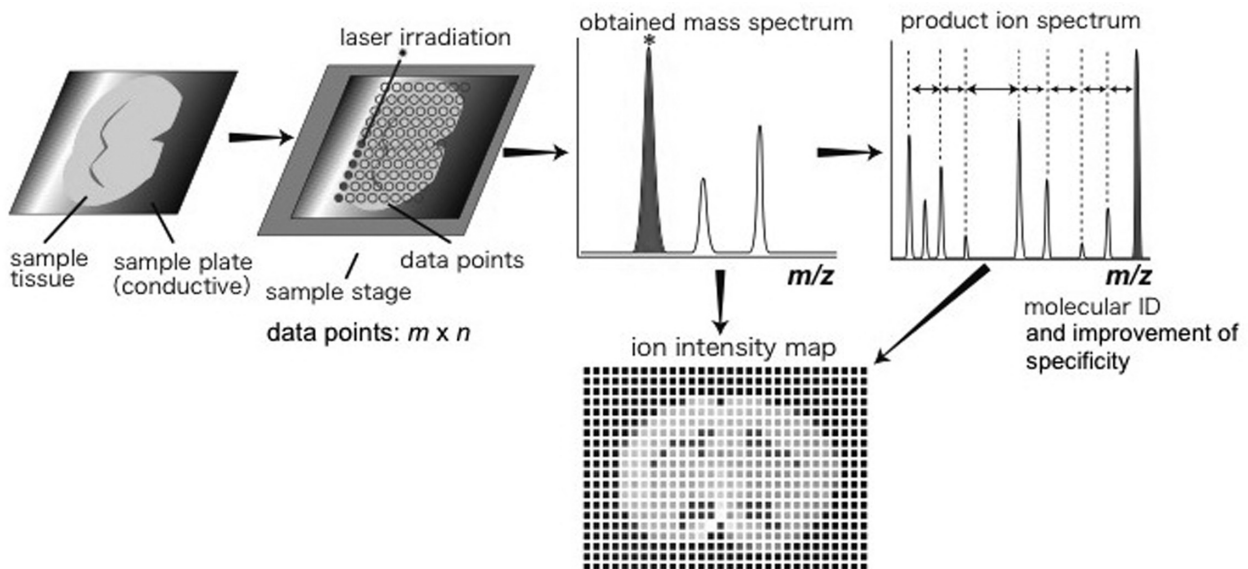 laser irradiation
sample
tissue
sample plate
(conductive)
sample stage
data points
data points: m x n
obtained mass spectrum
*
m/z
product ion spectrum
m/z
molecular ID
and improvement of
specificity
ion intensity map